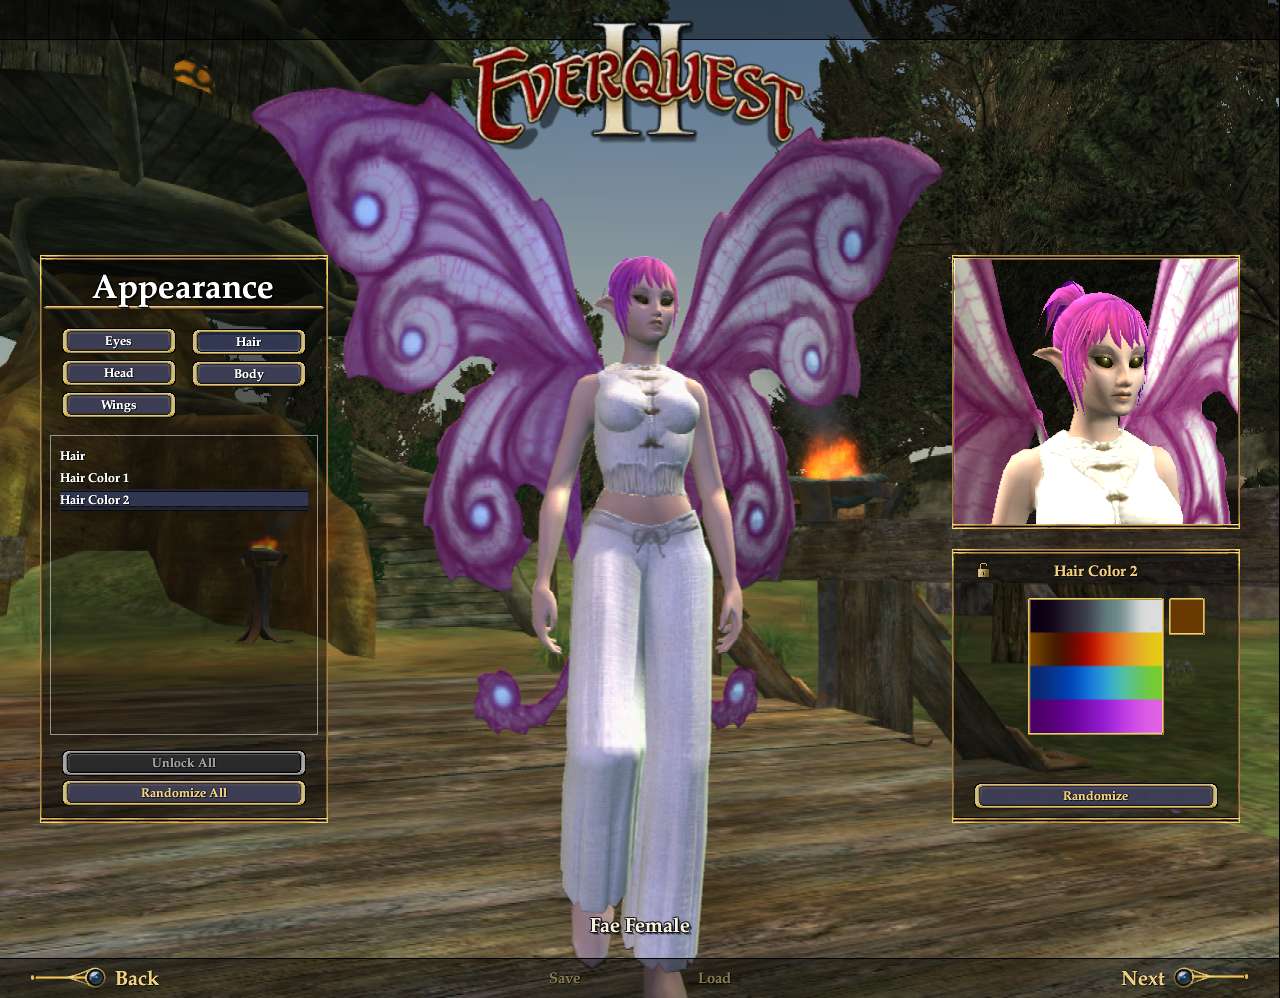 EVERQUEST II
Appearance
Eyes
Hair
Head
Body
Wings
Hair
Hair Color 1
Hair Color 2
Unlock All
Randomize All
Hair Color 2
Randomize
Fae Female
Back
Save
Load
Next